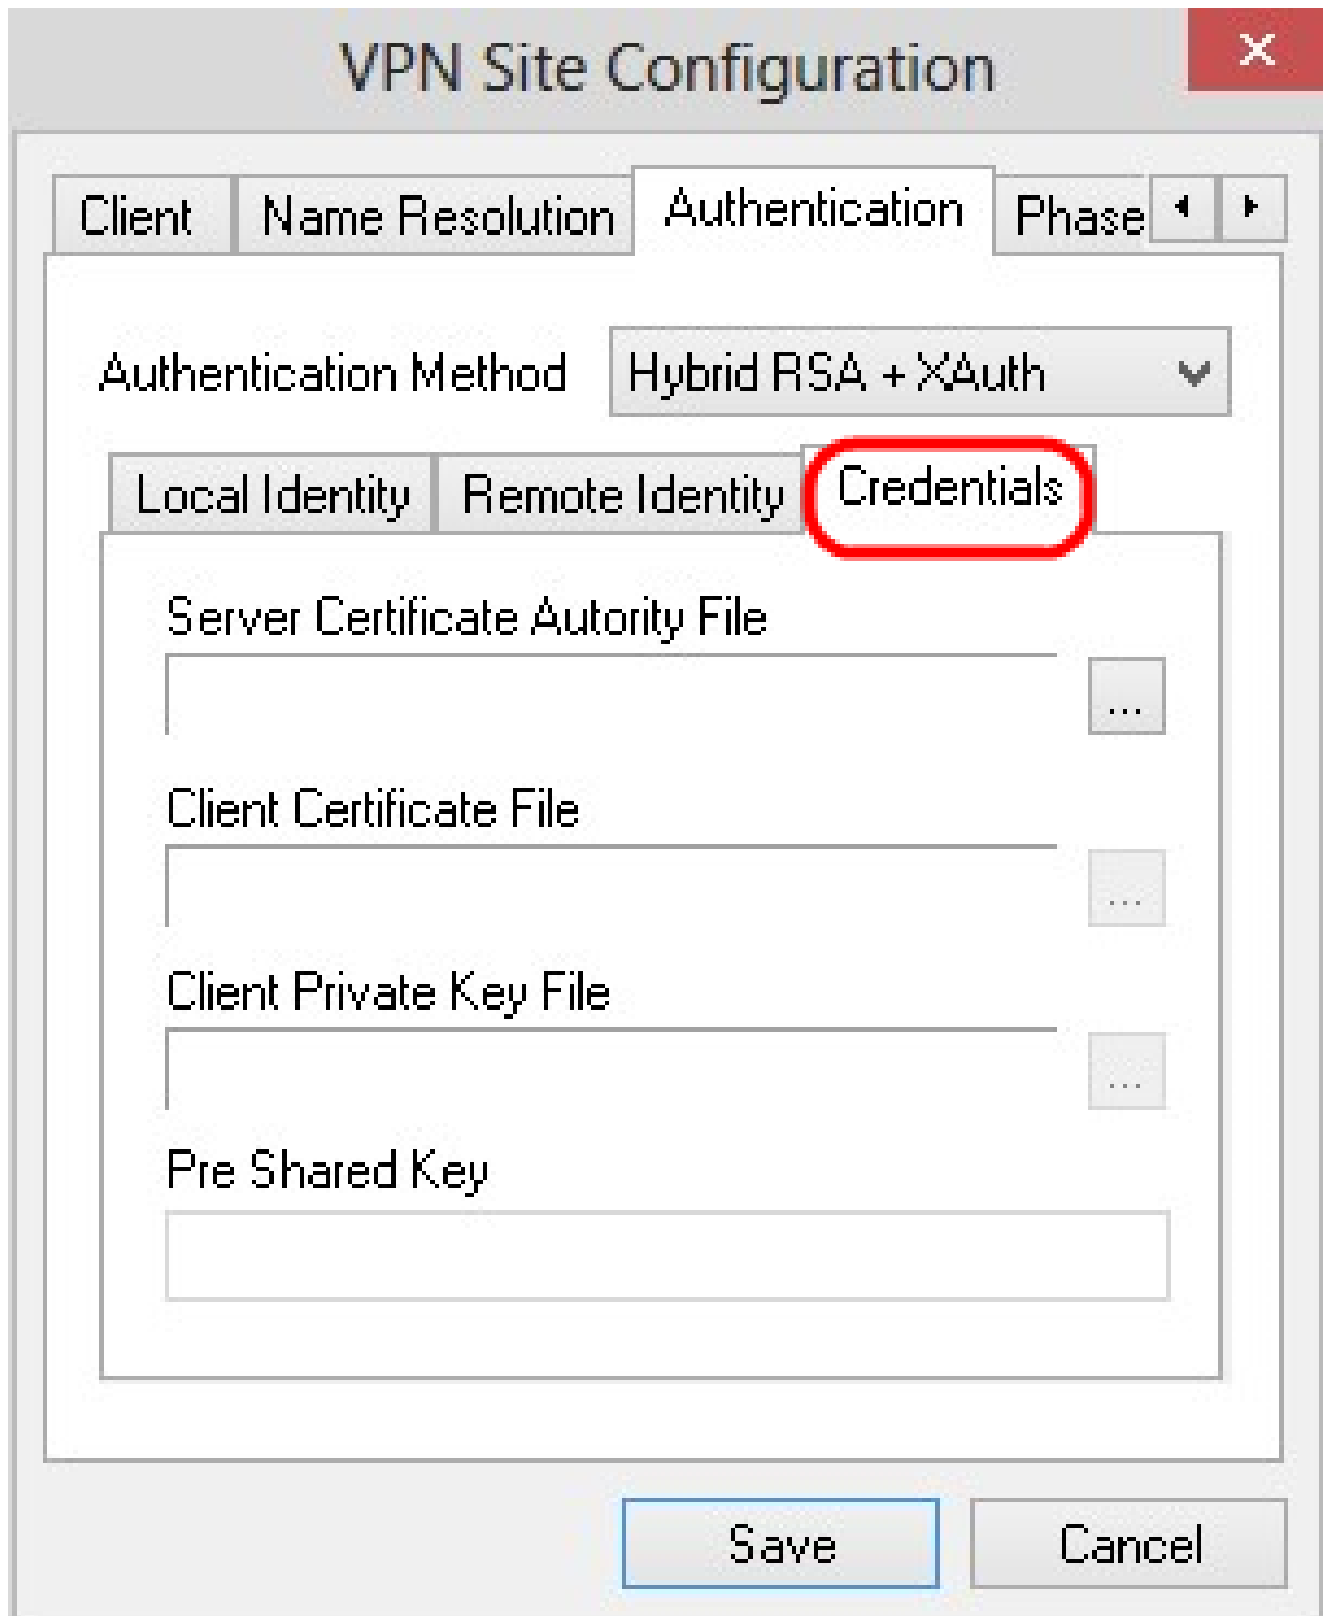 VPN Site Configuration
Client Name Resolution Authentication Phase
Authentication Method Hybrid RSA + XAuth
Local Identity Remote Identity Credentials
Server Certificate Autority File
...
Client Certificate File
...
Client Private Key File
...
Pre Shared Key
Save Cancel